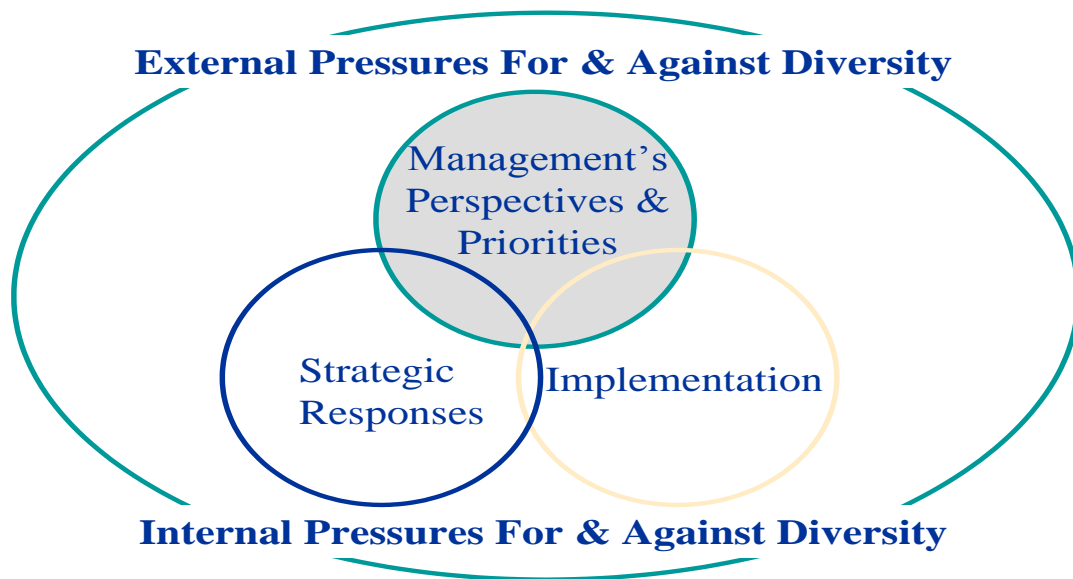 External Pressures For & Against Diversity
Management’s
Perspectives &
Priorities
Strategic
Responses
Implementation
Internal Pressures For & Against Diversity